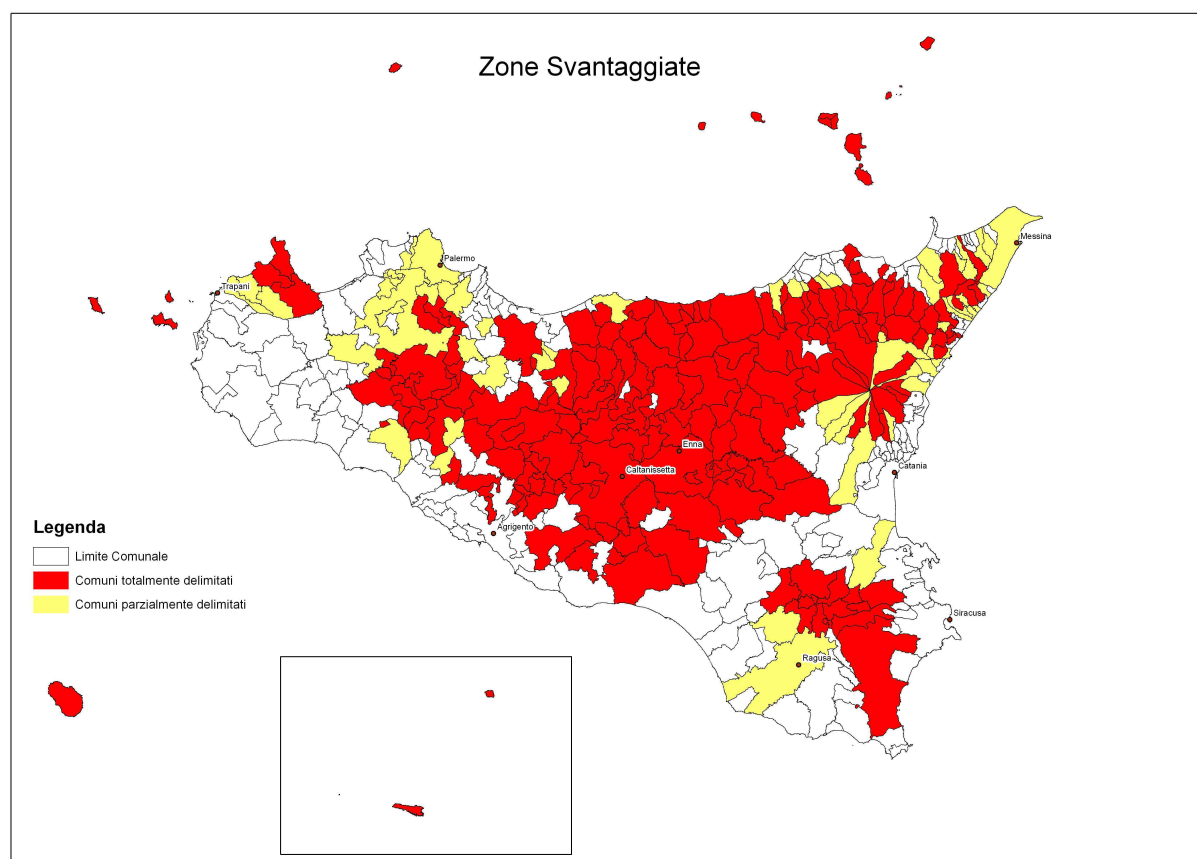 Zone Svantaggiate
Messina
Palermo
Trapani
Enna
Caltanissetta
Catania
Agrigento
Siracusa
Ragusa
Legenda
Limite Comunale
Comuni totalmente delimitati
Comuni parzialmente delimitati